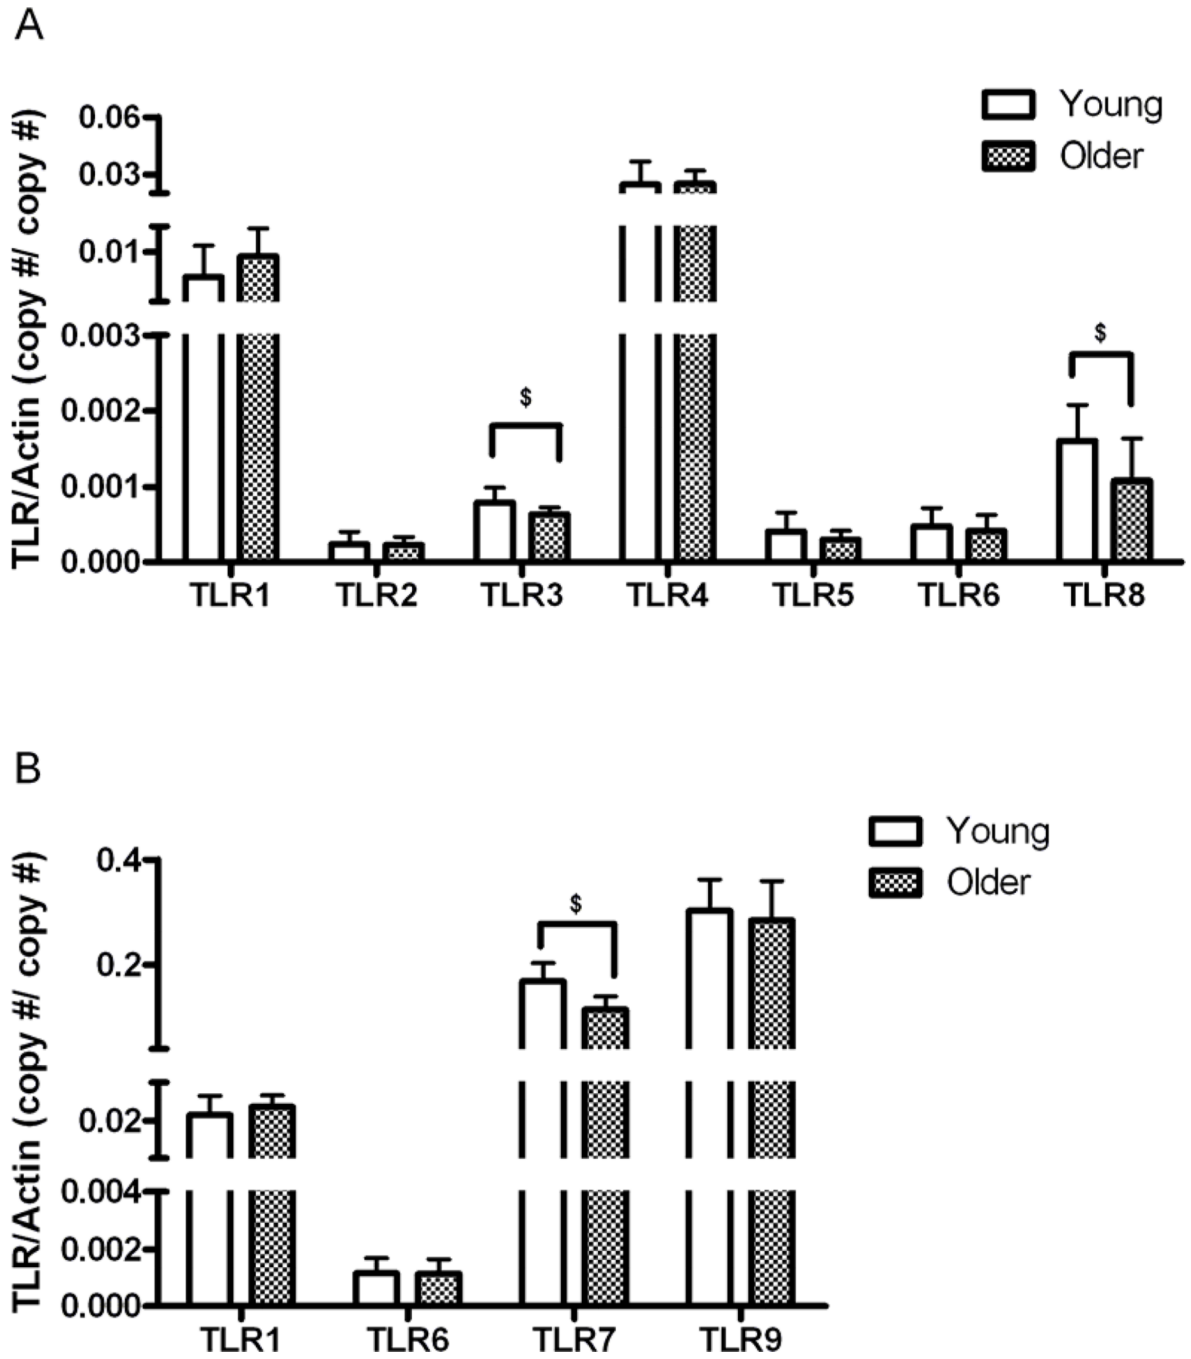 A
TLR/Actin (copy #/ copy #)
0.06
0.03
0.01
0.003
0.002
0.001
0.000
Young
Older
$
$
TLR1 TLR2 TLR3 TLR4 TLR5 TLR6 TLR8
B
TLR/Actin (copy #/ copy #)
0.4
0.2
0.02
0.004
0.002
0.000
Young
Older
$
TLR1 TLR6 TLR7 TLR9